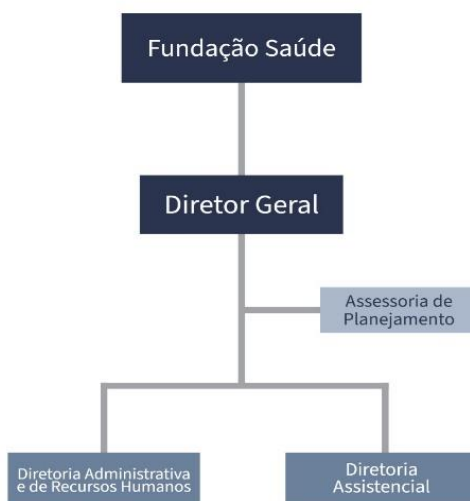 Fundação Saúde
Diretor Geral
Assessoria de
Planejamento
Diretoria Administrativa
e de Recursos Humanos
Diretoria
Assistencial